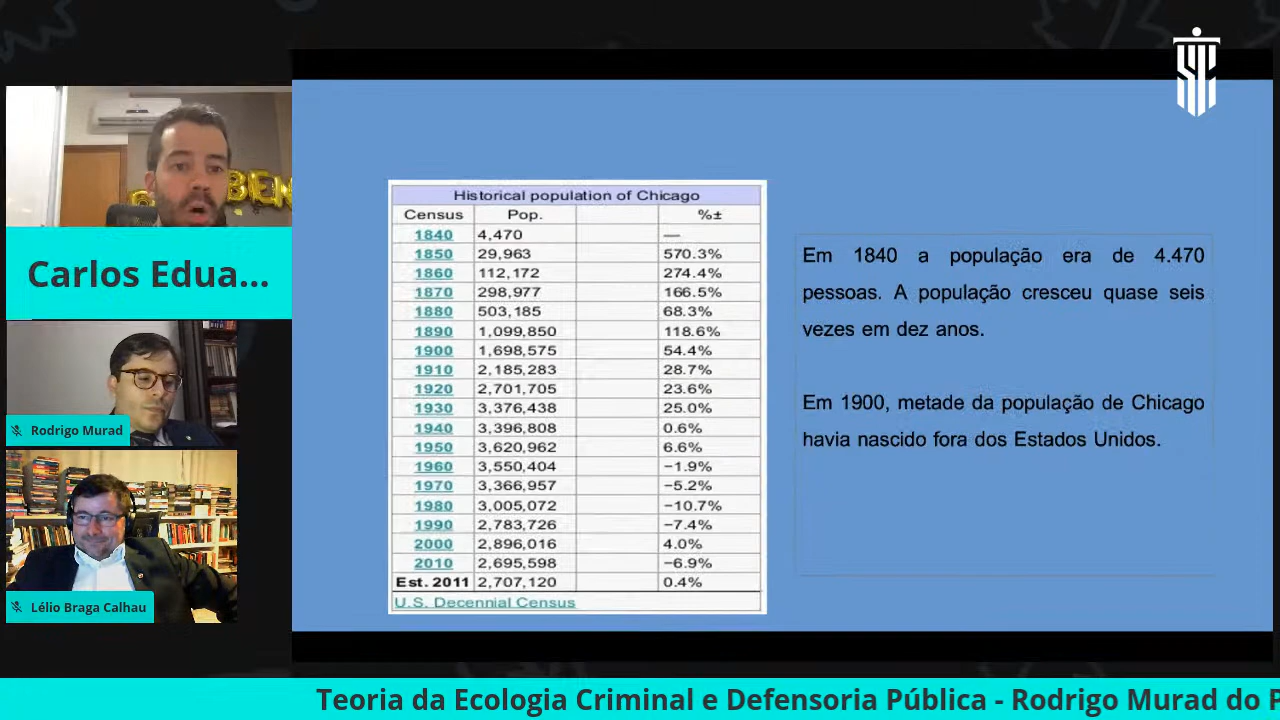 Carlos Edua...
Rodrigo Murad
Lélio Braga Calhau
Historical population of Chicago
Census Pop. %±
1840 4,470 —
1850 29,963 570.3%
1860 112,172 274.4%
1870 298,977 166.5%
1880 503,185 68.3%
1890 1,099,850 118.6%
1900 1,698,575 54.4%
1910 2,185,283 28.7%
1920 2,701,705 23.6%
1930 3,376,438 25.0%
1940 3,396,808 0.6%
1950 3,620,962 6.6%
1960 3,550,404 −1.9%
1970 3,366,957 −5.2%
1980 3,005,072 −10.7%
1990 2,783,726 −7.4%
2000 2,896,016 4.0%
2010 2,695,598 −6.9%
Est. 2011 2,707,120 0.4%
U.S. Decennial Census
Em 1840 a população era de 4.470
pessoas. A população cresceu quase seis
vezes em dez anos.
Em 1900, metade da população de Chicago
havia nascido fora dos Estados Unidos.
Teoria da Ecologia Criminal e Defensoria Pública - Rodrigo Murad do